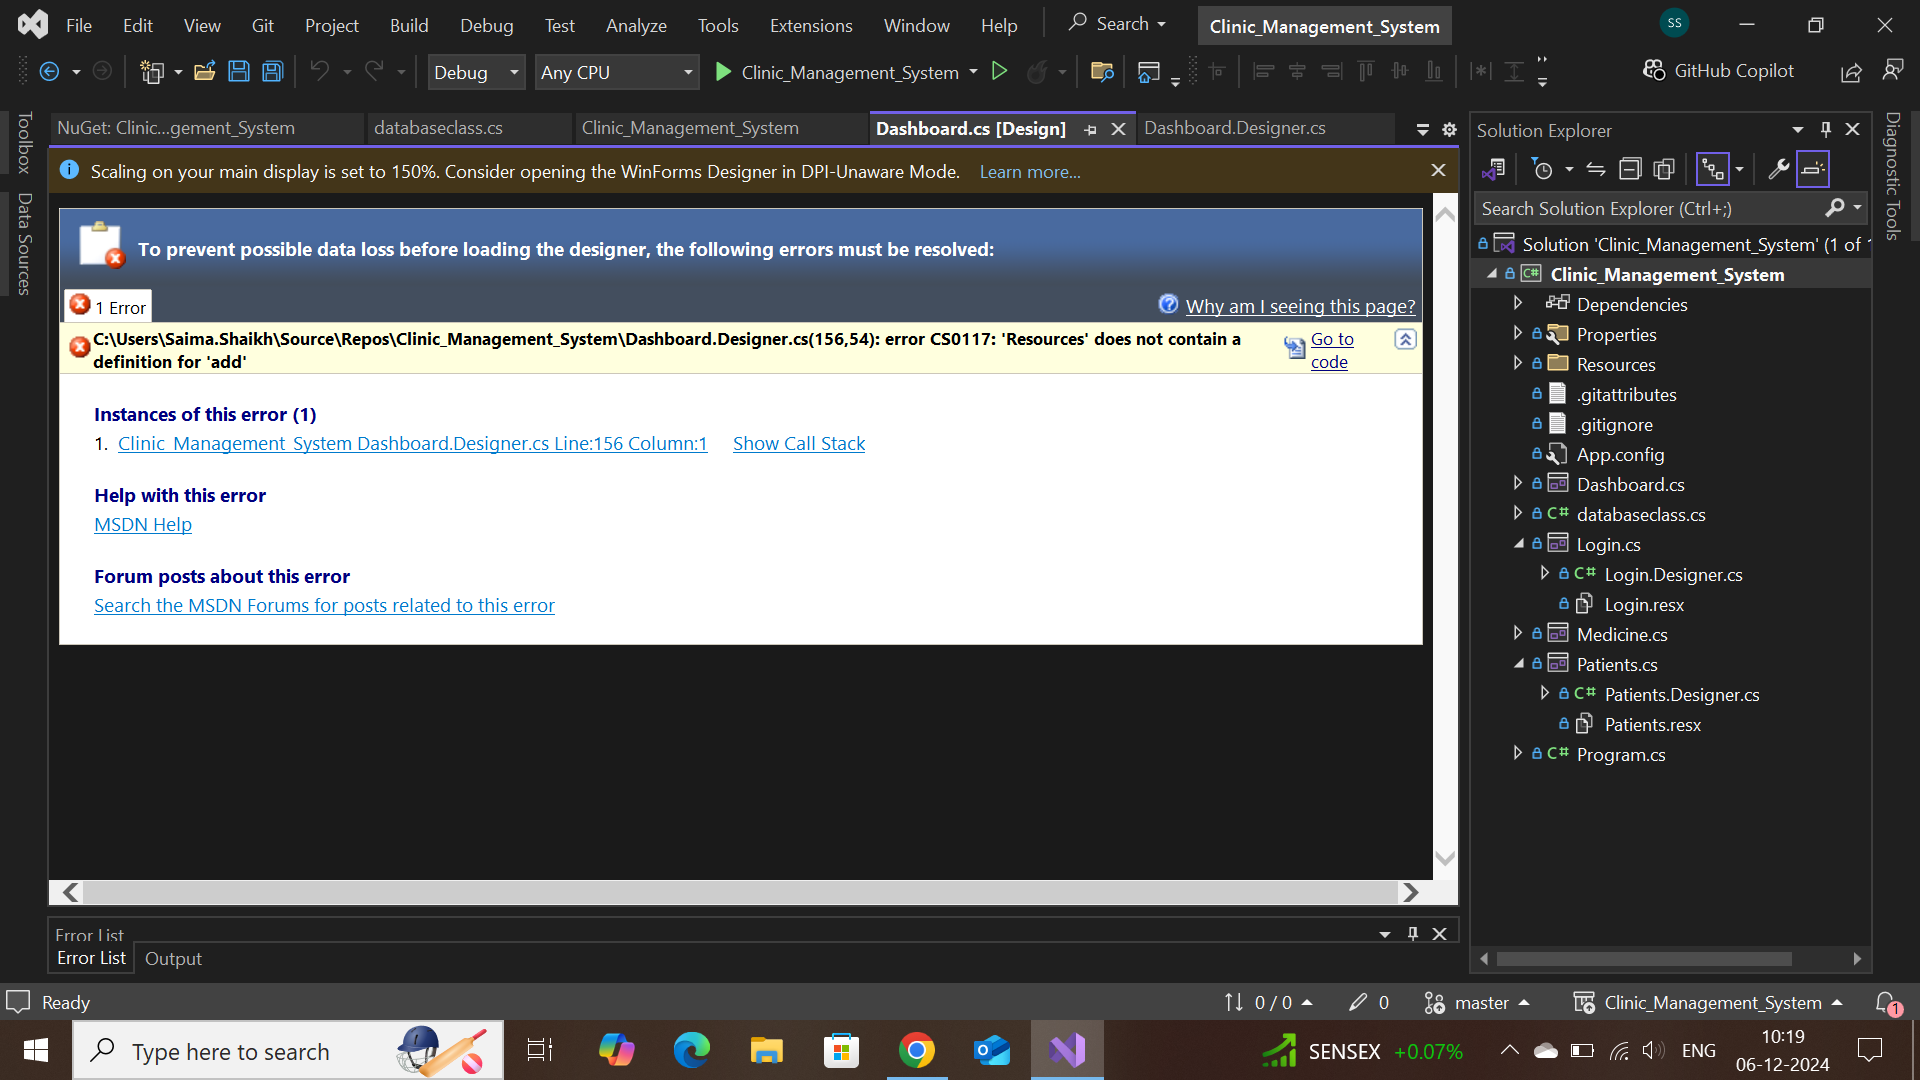 File Edit View Git Project Build Debug Test Analyze Tools Extensions Window Help Search Clinic_Management_System SS
Debug Any CPU Clinic_Management_System GitHub Copilot
Toolbox
Data Sources
NuGet: Clinic...gement_System databaseclass.cs Clinic_Management_System Dashboard.cs [Design] Dashboard.Designer.cs
Scaling on your main display is set to 150%. Consider opening the WinForms Designer in DPI-Unaware Mode. Learn more...
To prevent possible data loss before loading the designer, the following errors must be resolved:
1 Error
Why am I seeing this page?
C:\Users\Saima.Shaikh\Source\Repos\Clinic_Management_System\Dashboard.Designer.cs(156,54): error CS0117: 'Resources' does not contain a
definition for 'add'
Go to
code
Instances of this error (1)
1. Clinic_Management_System Dashboard.Designer.cs Line:156 Column:1 Show Call Stack
Help with this error
MSDN Help
Forum posts about this error
Search the MSDN Forums for posts related to this error
Error List
Error List Output
Solution Explorer
Search Solution Explorer (Ctrl+;)
Solution 'Clinic_Management_System' (1 of
C# Clinic_Management_System
Dependencies
Properties
Resources
.gitattributes
.gitignore
App.config
Dashboard.cs
C# databaseclass.cs
Login.cs
C# Login.Designer.cs
Login.resx
Medicine.cs
Patients.cs
C# Patients.Designer.cs
Patients.resx
C# Program.cs
Diagnostic Tools
Ready 0 / 0 0 master Clinic_Management_System 1
Type here to search SENSEX +0.07% ENG 10:19
06-12-2024